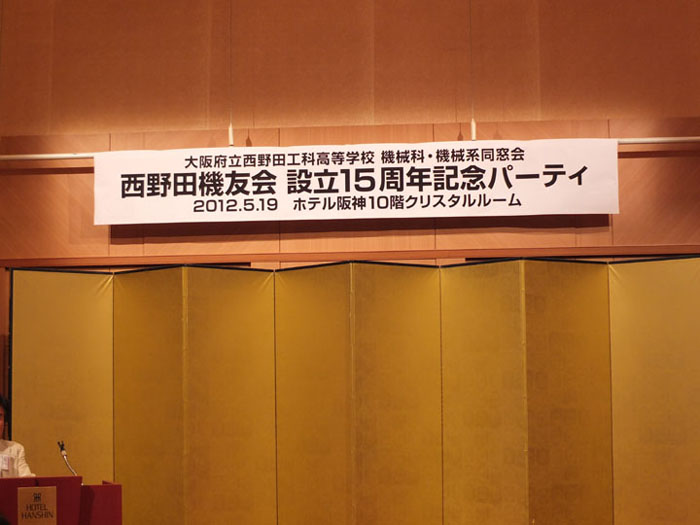 大阪府立西野田工科高等学校 機械科・機械系同窓会
西野田機友会 設立15周年記念パーティ
2012.5.19 ホテル阪神10階クリスタルルーム
HOTEL
HANSHIN